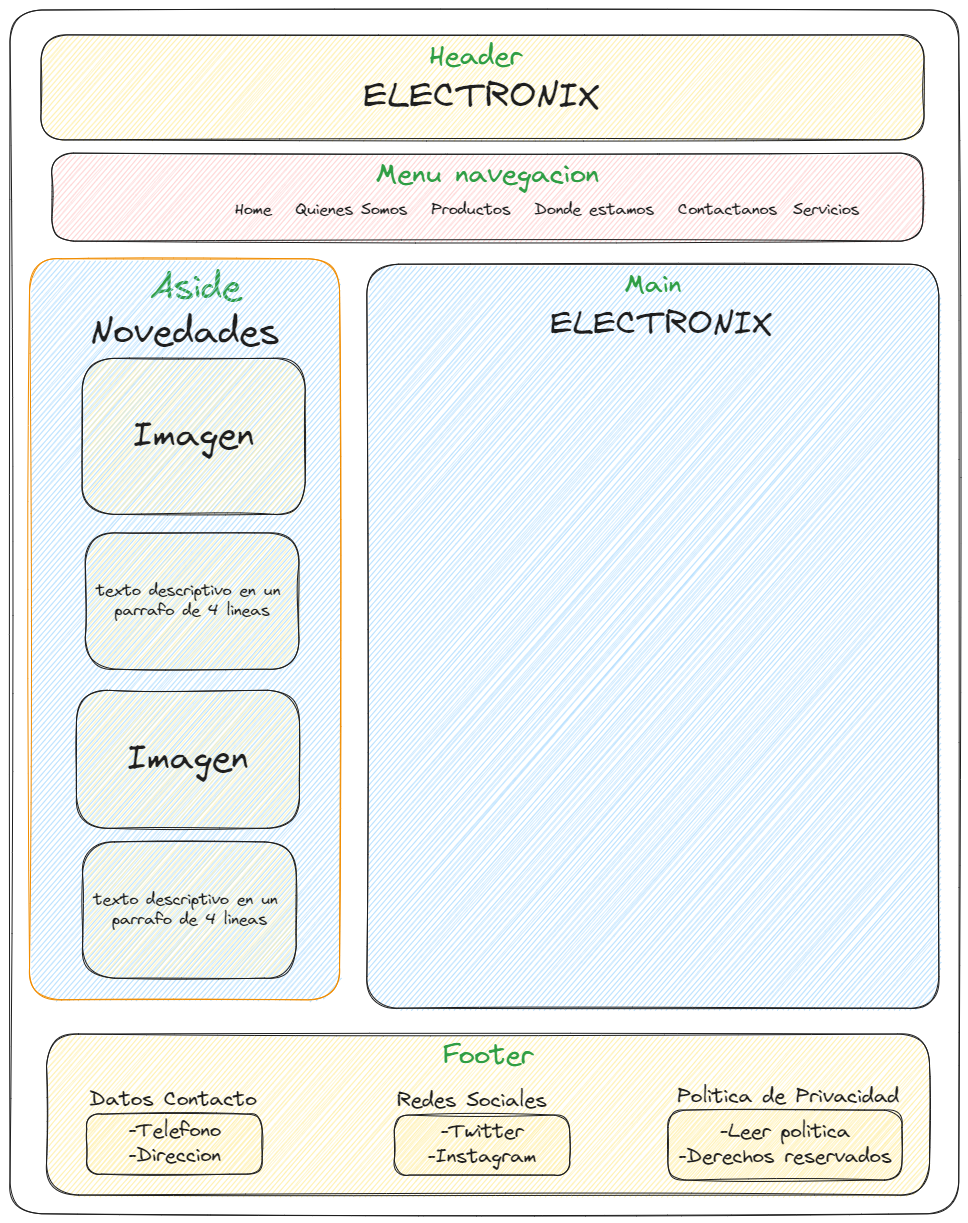 Header
ELECTRONIX
Menu navegacion
Home Quienes Somos Productos Donde estamos Contactanos Servicios
Aside
Novedades
Imagen
texto descriptivo en un
parrafo de 4 lineas
Imagen
texto descriptivo en un
parrafo de 4 lineas
Main
ELECTRONIX
Footer
Datos Contacto
-Telefono
-Direccion
Redes Sociales
-Twitter
-Instagram
Politica de Privacidad
-Leer politica
-Derechos reservados